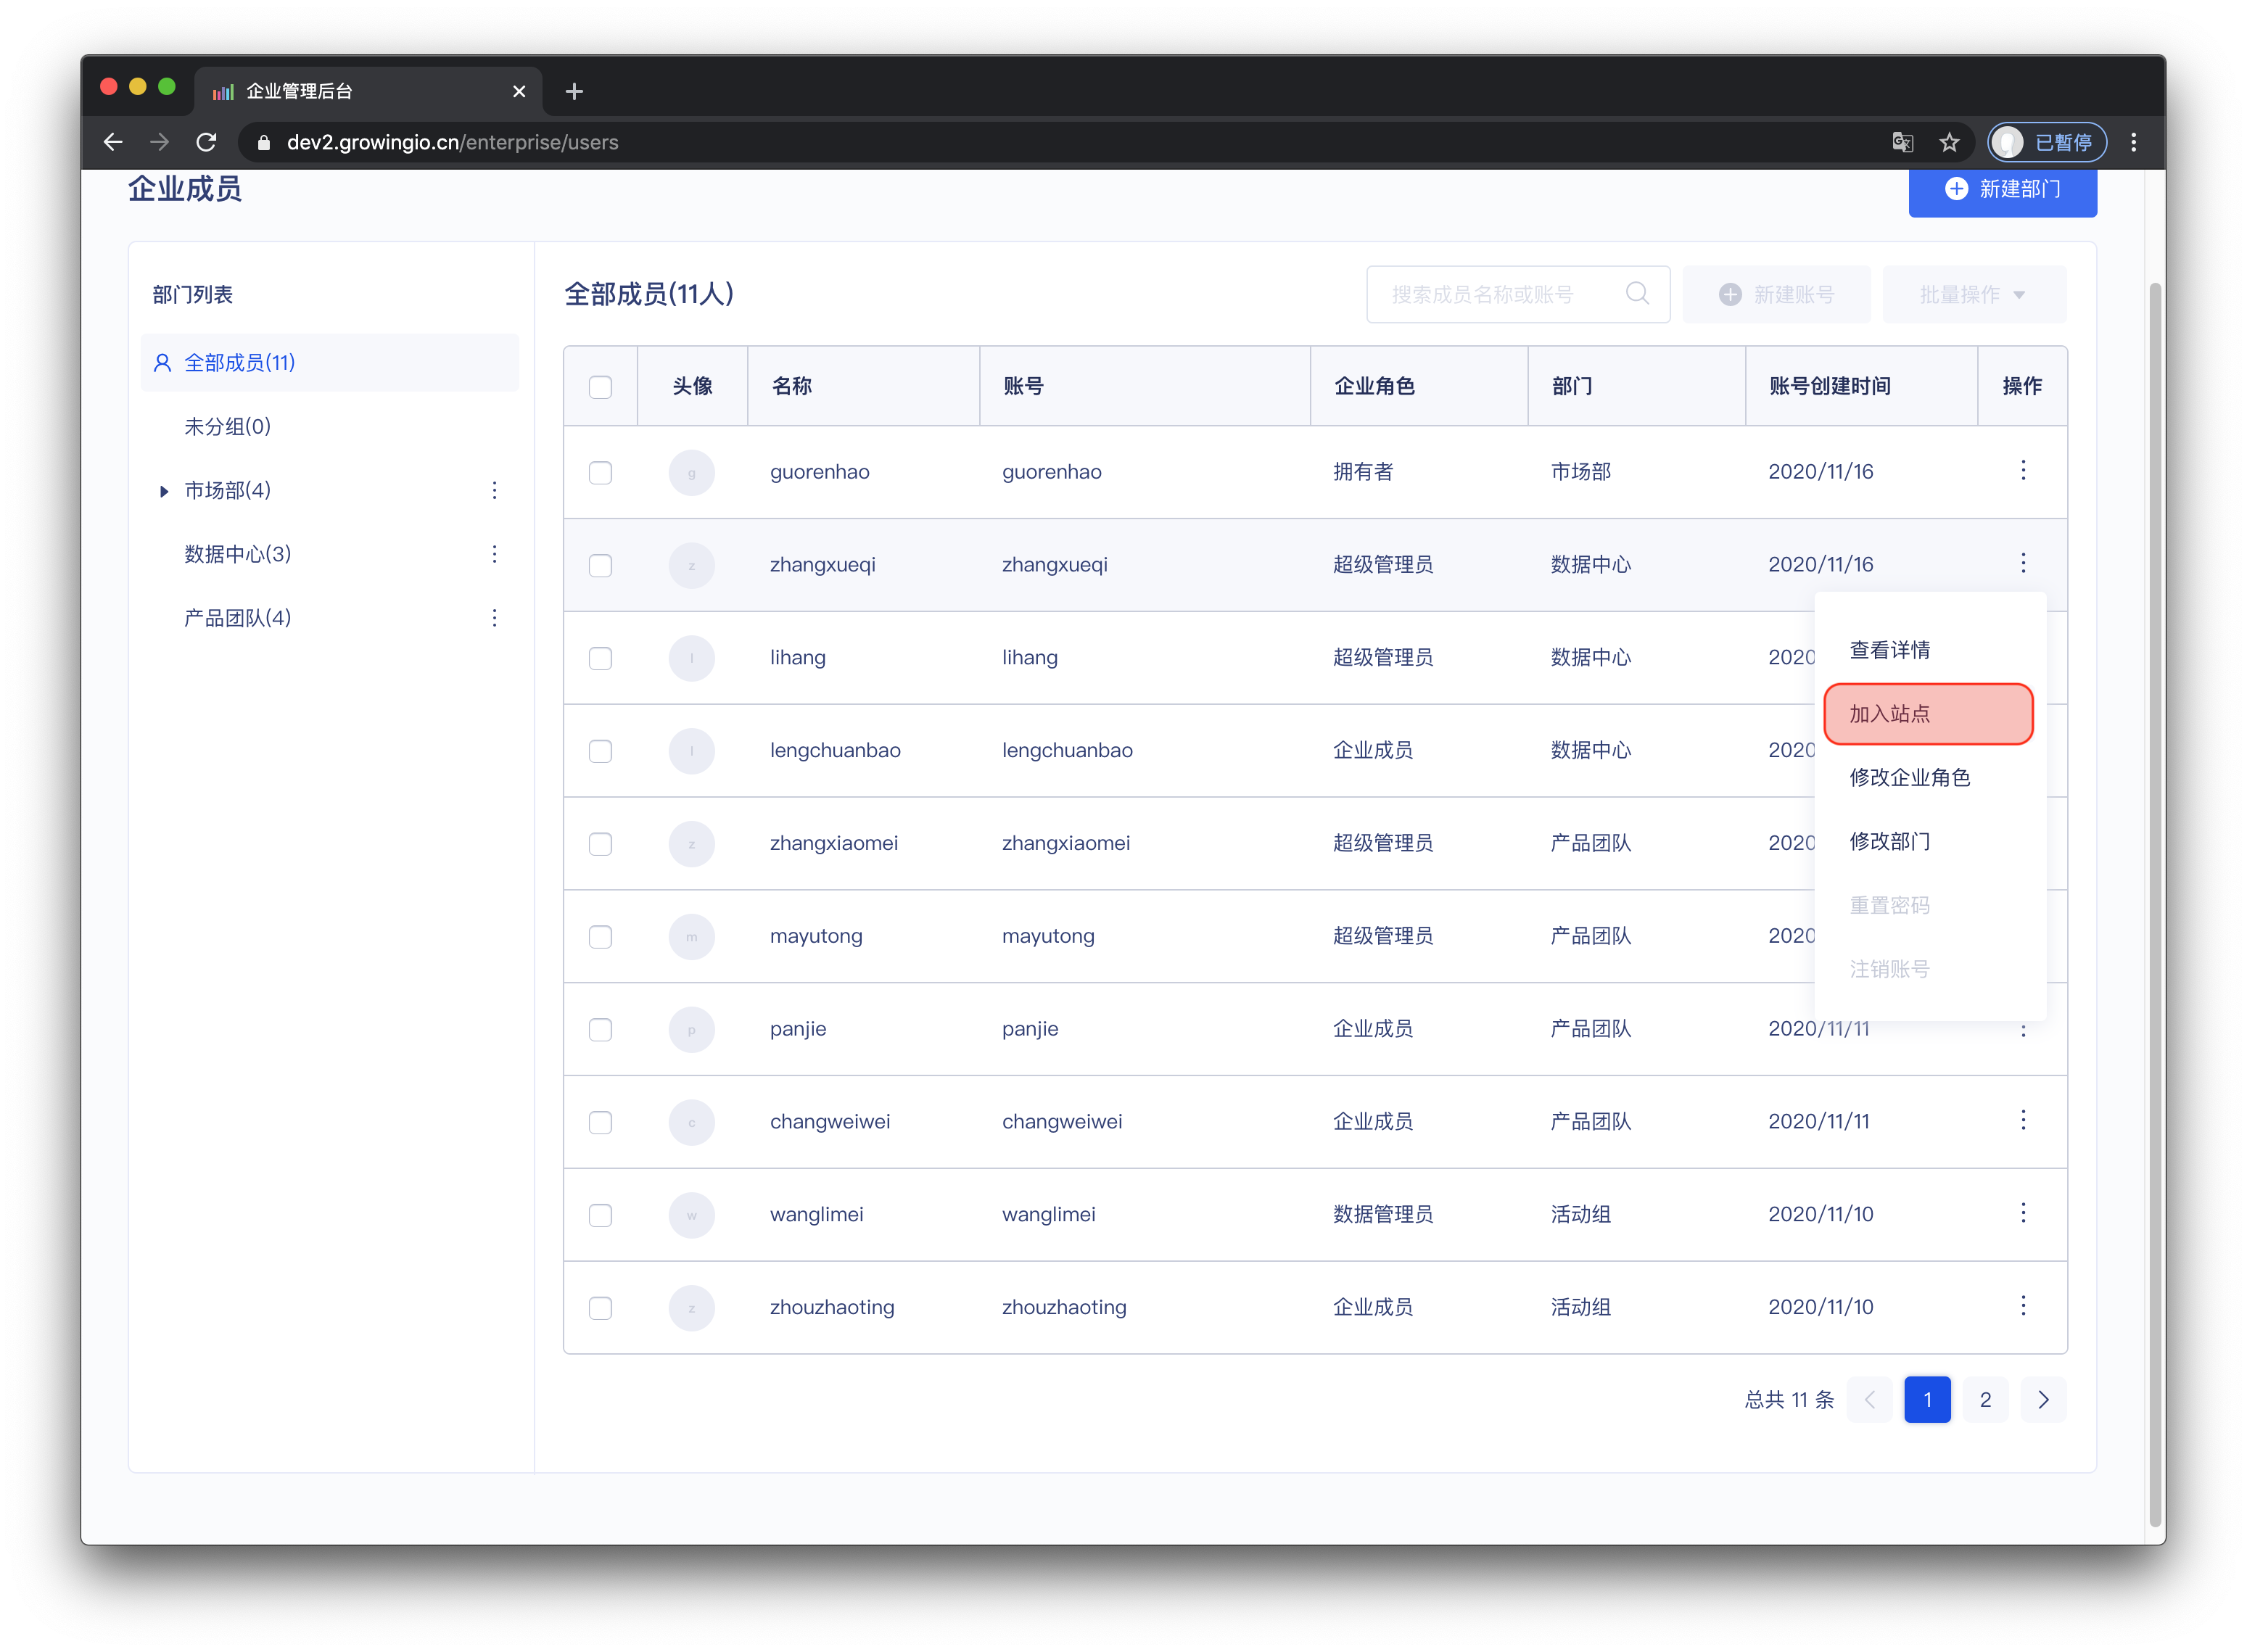 企业管理后台
dev2.growingio.cn/enterprise/users
已暂停
企业成员
新建部门
部门列表
全部成员(11)
未分组(0)
市场部(4)
数据中心(3)
产品团队(4)
全部成员(11人)
搜索成员名称或账号
新建账号
批量操作
头像 名称 账号 企业角色 部门 账号创建时间 操作
g guorenhao guorenhao 拥有者 市场部 2020/11/16
z zhangxueqi zhangxueqi 超级管理员 数据中心 2020/11/16
l lihang lihang 超级管理员 数据中心 2020
l lengchuanbao lengchuanbao 企业成员 数据中心 2020
z zhangxiaomei zhangxiaomei 超级管理员 产品团队 2020
m mayutong mayutong 超级管理员 产品团队 2020
p panjie panjie 企业成员 产品团队 2020/11/11
c changweiwei changweiwei 企业成员 产品团队 2020/11/11
w wanglimei wanglimei 数据管理员 活动组 2020/11/10
z zhouzhaoting zhouzhaoting 企业成员 活动组 2020/11/10
查看详情
加入站点
修改企业角色
修改部门
重置密码
注销账号
总共 11 条 1 2